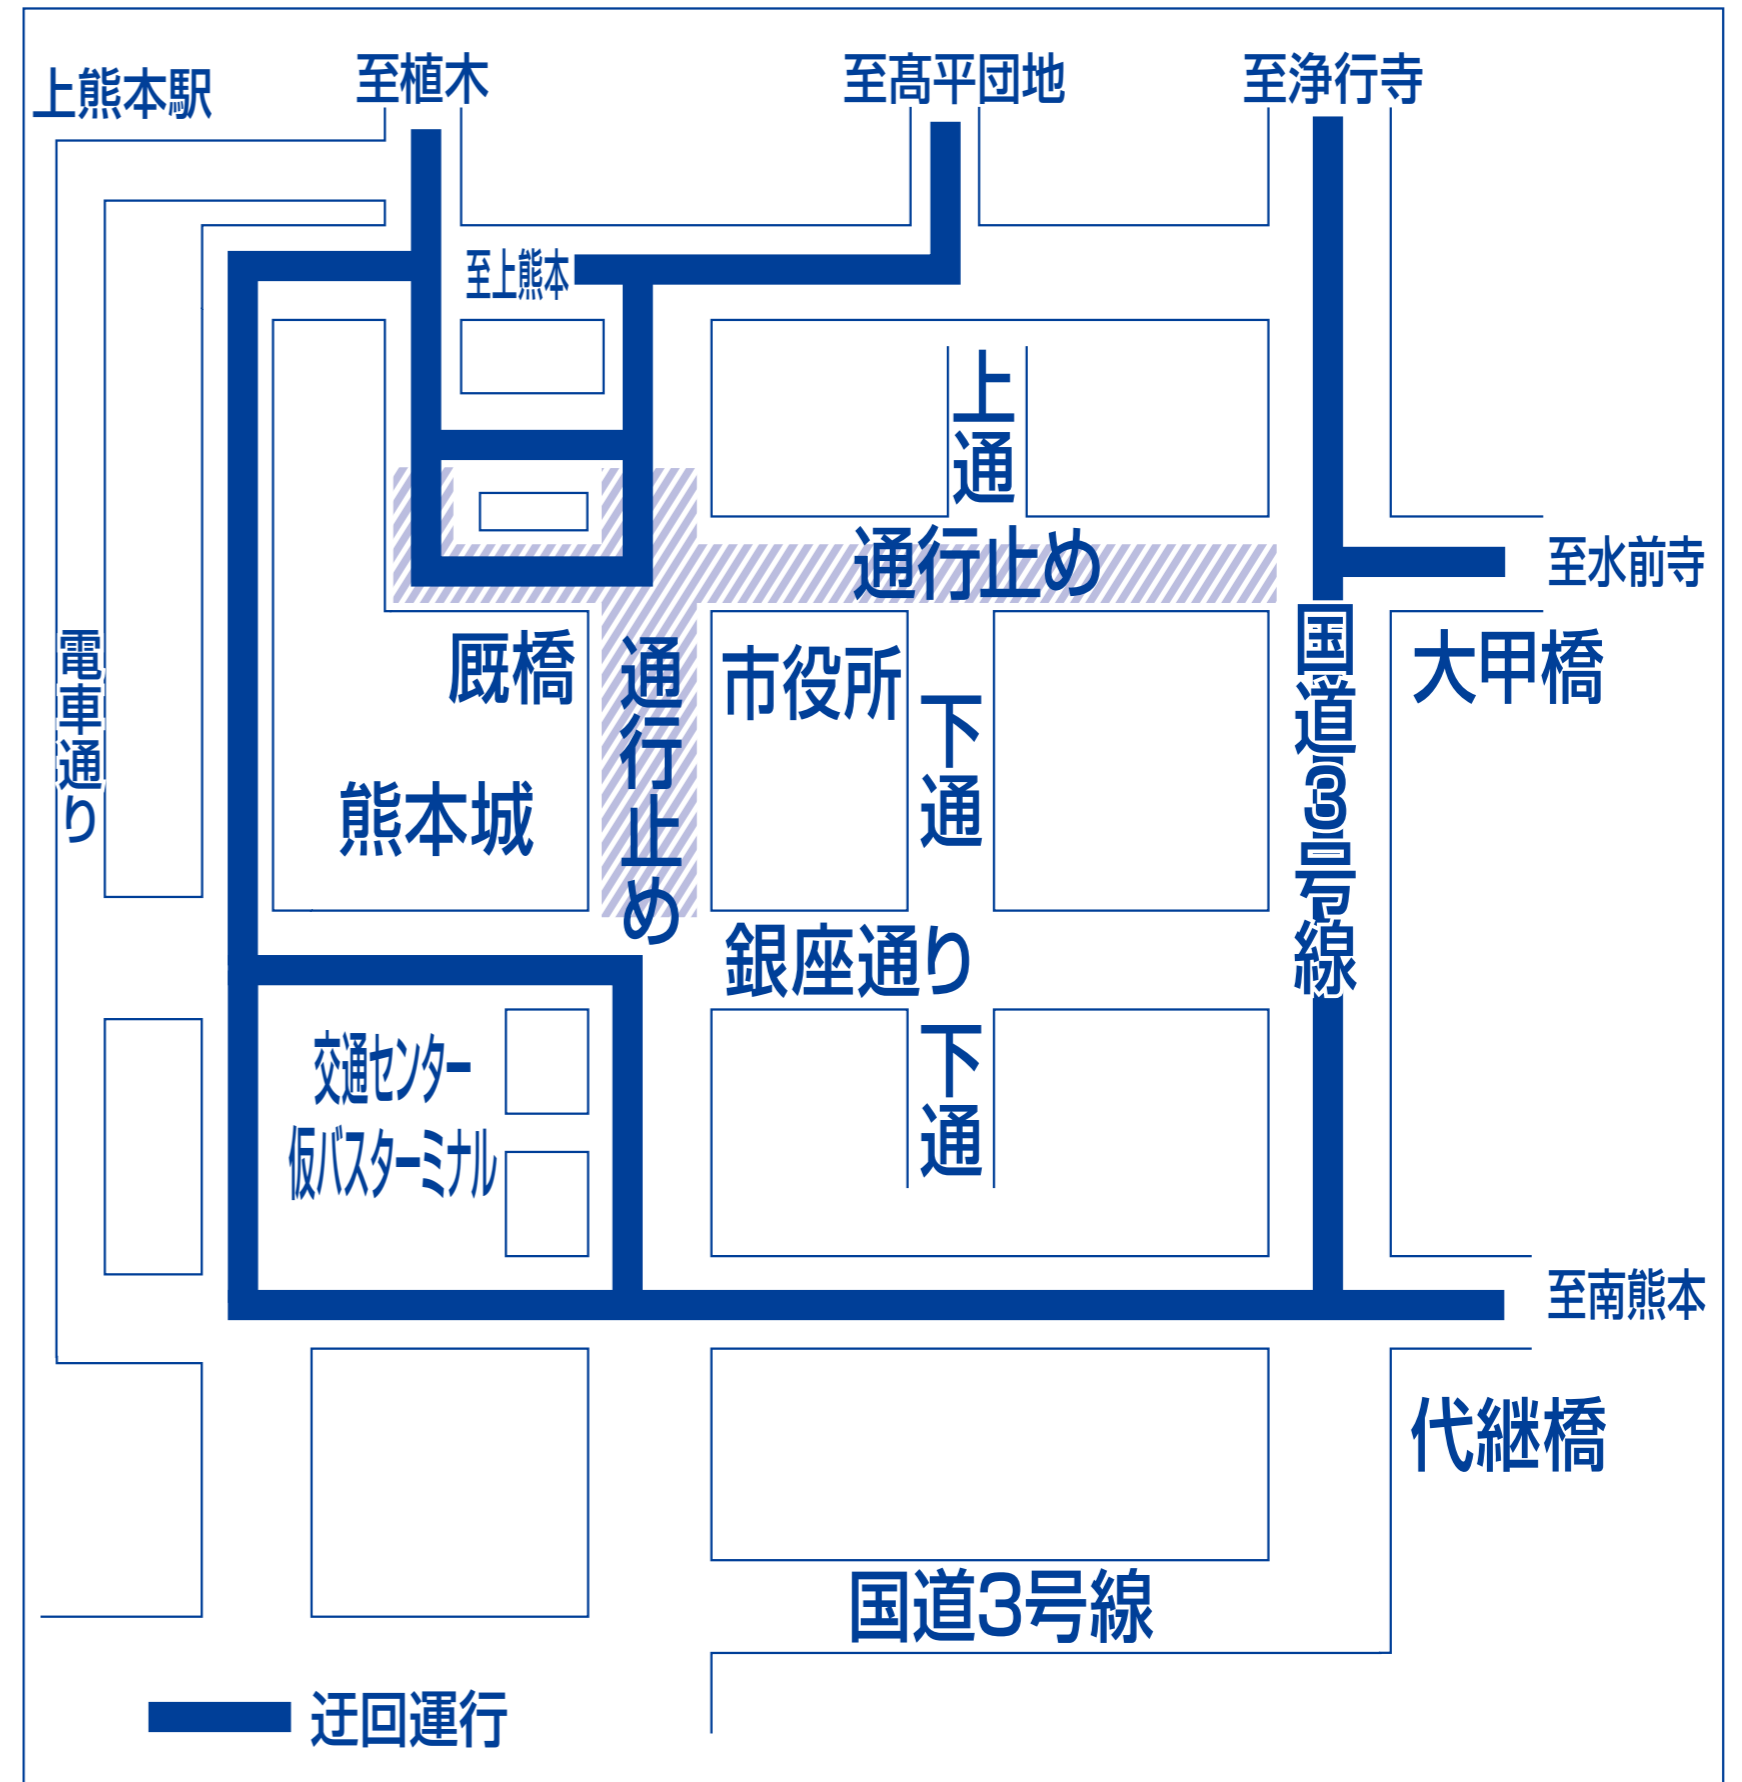 上熊本駅
至植木
至髙平団地
至浄行寺
至上熊本
上通
通行止め
至水前寺
電車通り
厩橋
通行止め
市役所
下通
国道3号線
大甲橋
熊本城
銀座通り
交通センター
仮バスターミナル
下通
至南熊本
代継橋
国道3号線
迂回運行